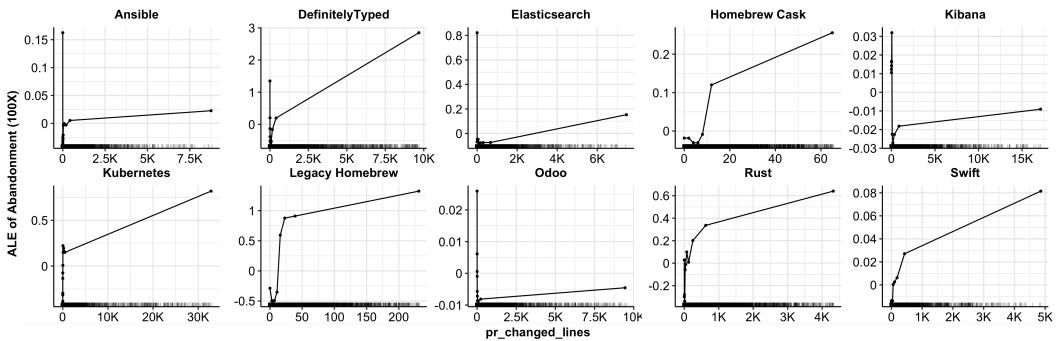 Ansible DefinitelyTyped Elasticsearch Homebrew Cask Kibana
0.15 3 0.8 0.2 0.03
0.1 2 0.6 0.1 0.02
0.05 1 0.4 0 0.01
0 0 0.2 0
0 -0.01
-0.02
-0.03
0 2.5K 5K 7.5K 0 2.5K 5K 7.5K 10K 0 2K 4K 6K 0 20 40 60 0 5K 10K 15K
Kubernetes Legacy Homebrew Odoo Rust Swift
0.5 1 0.02 0.6 0.08
0 0.5 0.01 0.4 0.06
0 0 0.2 0.04
-0.5 -0.01 0 0.02
-0.2 0
0 10K 20K 30K 0 50 100 150 200 0 2.5K 5K 7.5K 10K 0 1K 2K 3K 4K 0 1K 2K 3K 4K 5K
pr_changed_lines
ALE of Abandonment (100X)